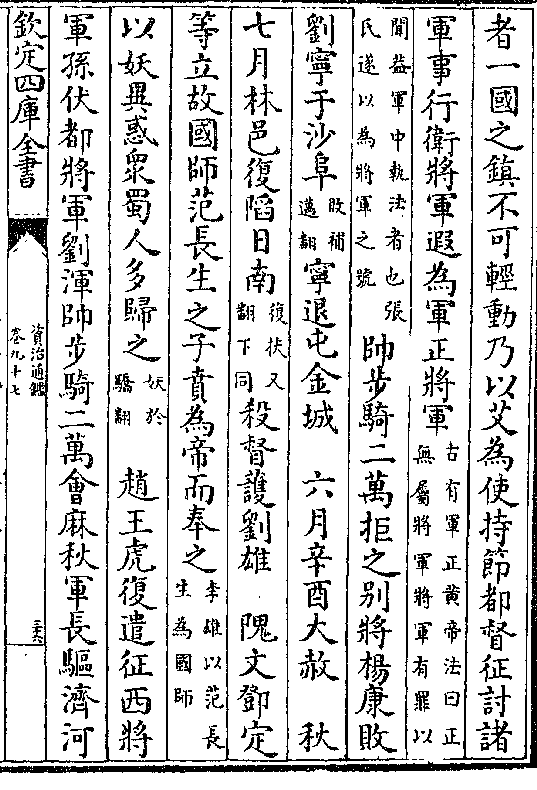 者一國之鎮不可輕動乃以艾為使持節都督征討諸
軍事行衛將軍遐為軍正將軍古有軍正黄帝法曰正無屬將軍將軍有罪以
聞益軍中執法者也張氏遂以為將軍之號帥步騎二萬拒之别將楊康敗
劉寧于沙阜敗補邁翻寧退屯金城 六月辛酉大赦 秋
七月林邑復陷日南復扶又翻下同殺督護劉雄 隗文鄧定
等立故國師范長生之子賁為帝而奉之李雄以范長生為國師
以妖異惑衆蜀人多歸之妖於驕翻 趙王虎復遣征西將
軍孫伏都將軍劉渾帥步騎二萬會麻秋軍長驅濟河
欽定四庫全書
資治通鑑
卷九十七